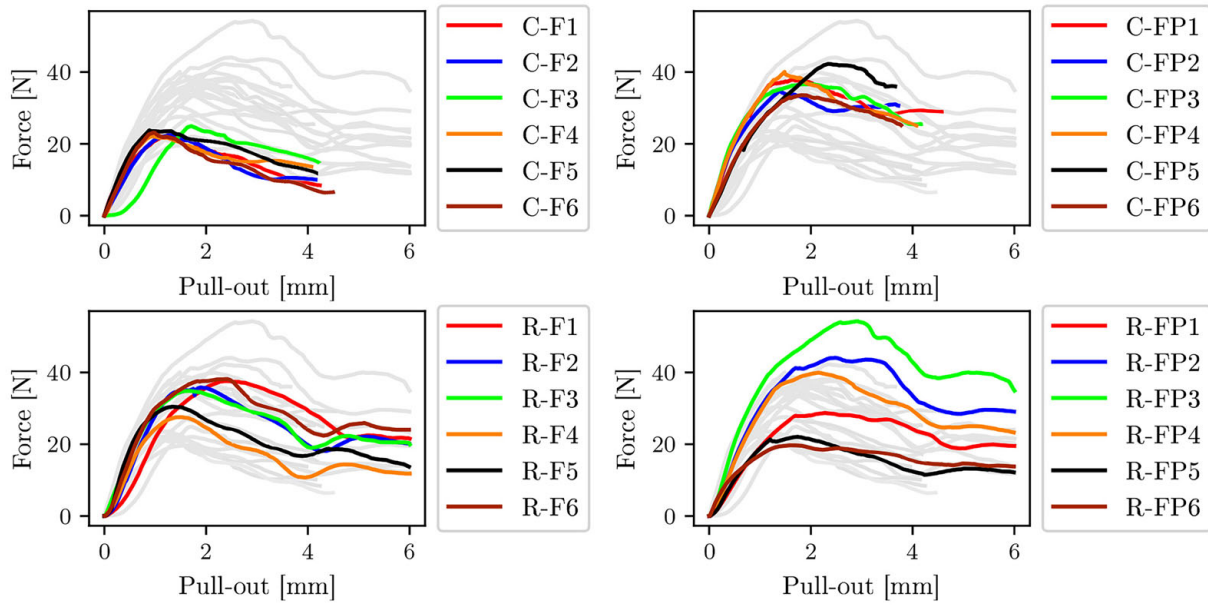 40
20
0
Force [N]
0 2 4 6
Pull-out [mm]
C-F1
C-F2
C-F3
C-F4
C-F5
C-F6
40
20
0
Force [N]
0 2 4 6
Pull-out [mm]
C-FP1
C-FP2
C-FP3
C-FP4
C-FP5
C-FP6
40
20
0
Force [N]
0 2 4 6
Pull-out [mm]
R-F1
R-F2
R-F3
R-F4
R-F5
R-F6
40
20
0
Force [N]
0 2 4 6
Pull-out [mm]
R-FP1
R-FP2
R-FP3
R-FP4
R-FP5
R-FP6